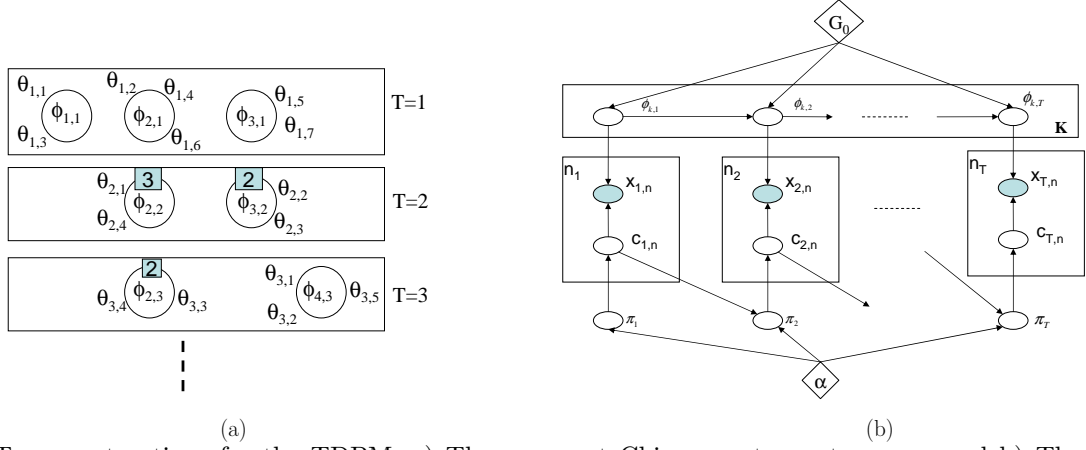 θ1,1 θ1,2 θ1,4 θ1,5
ϕ1,1 ϕ2,1 ϕ3,1 T=1
θ1,3 θ1,6 θ1,7
3 2
θ2,1 ϕ2,2 ϕ3,2 θ2,2 T=2
θ2,4 θ2,3
2
θ3,1
θ3,4 ϕ2,3 θ3,3 ϕ4,3 θ3,5 T=3
θ3,2
(a)
G0
ϕk,1 ϕk,2 ϕk,T
K
n1 n2 nT
x1,n x2,n xT,n
c1,n c2,n cT,n
π1 π2 πT
α
(b)